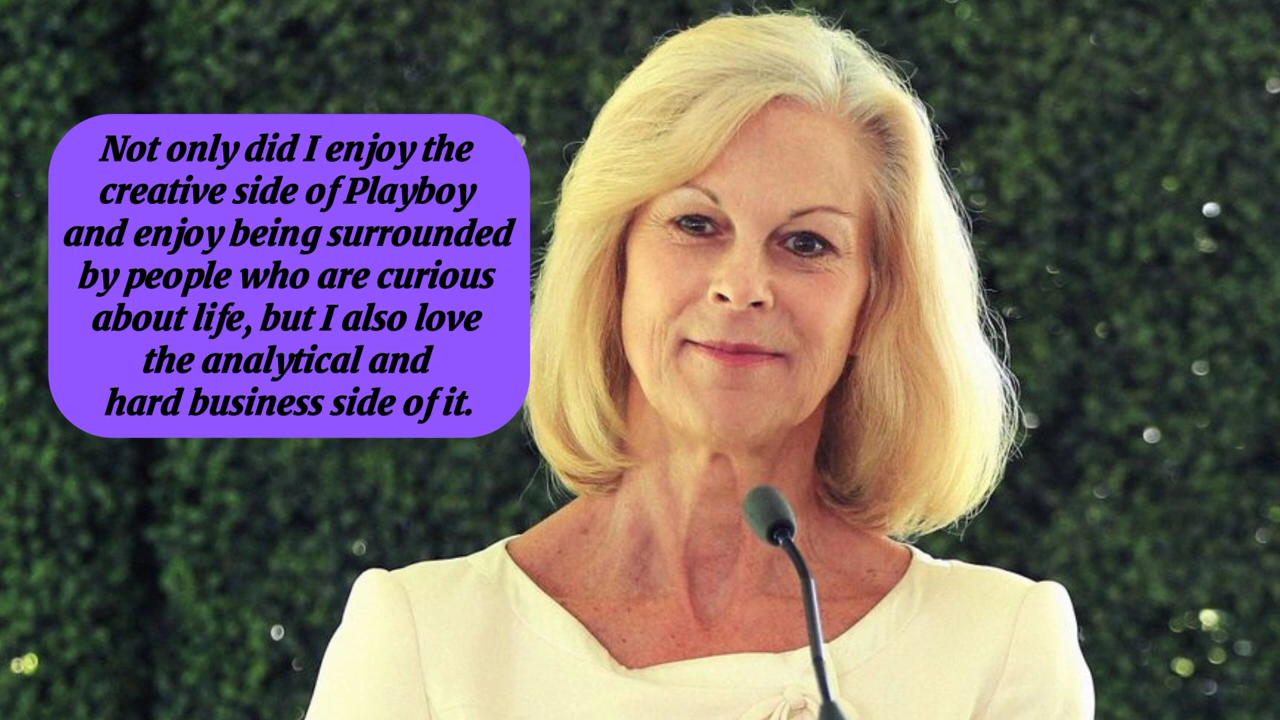 Not only did I enjoy the
creative side of Playboy
and enjoy being surrounded
by people who are curious
about life, but I also love
the analytical and
hard business side of it.